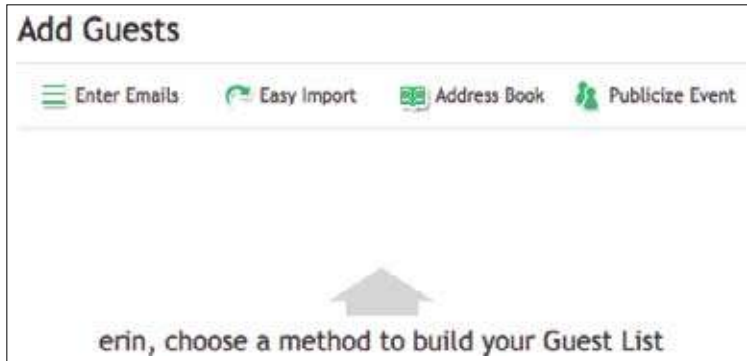 Add Guests
Enter Emails Easy Import Address Book Publicize Event
erin, choose a method to build your Guest List